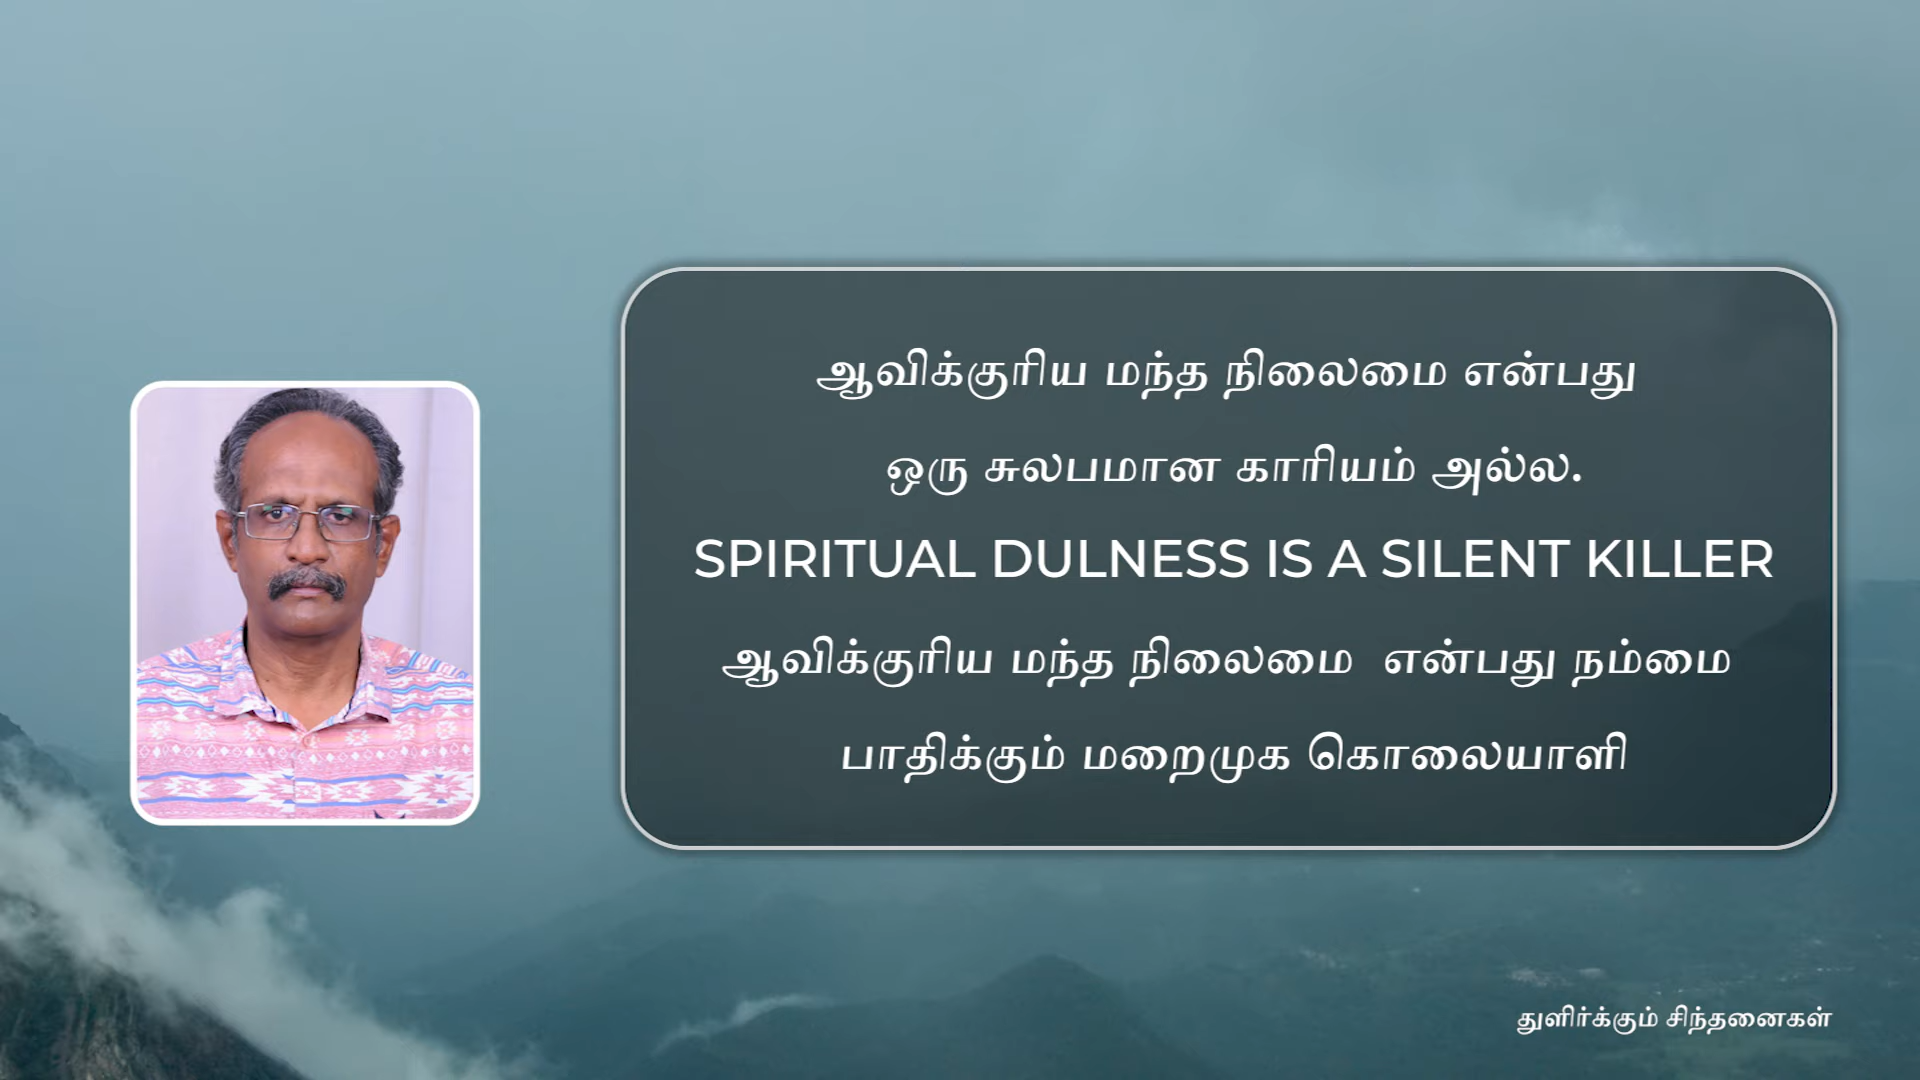 ஆவிக்குரிய மந்த நிலைமை என்பது
ஒரு சுலபமான காரியம் அல்ல.
SPIRITUAL DULNESS IS A SILENT KILLER
ஆவிக்குரிய மந்த நிலைமை என்பது நம்மை
பாதிக்கும் மறைமுக கொலையாளி
துளிர்க்கும் சிந்தனைகள்